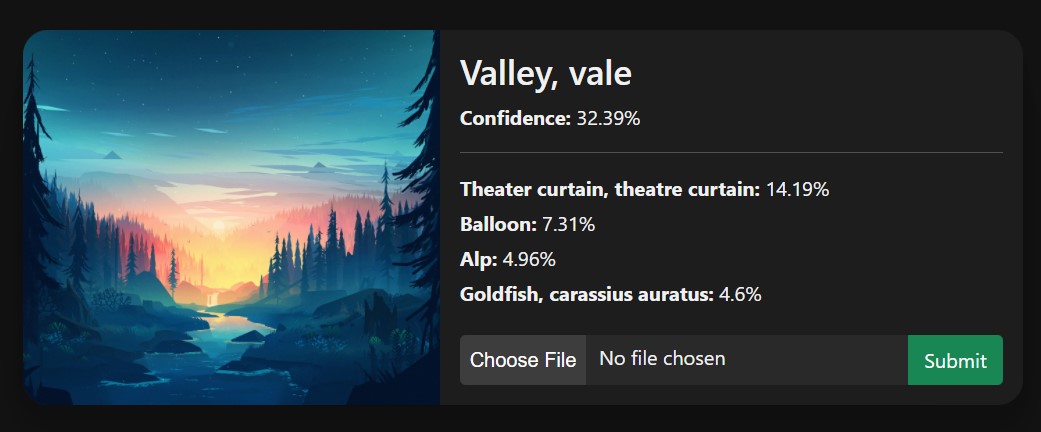 Valley, vale
Confidence: 32.39%
Theater curtain, theatre curtain: 14.19%
Balloon: 7.31%
Alp: 4.96%
Goldfish, carassius auratus: 4.6%
Choose File No file chosen Submit